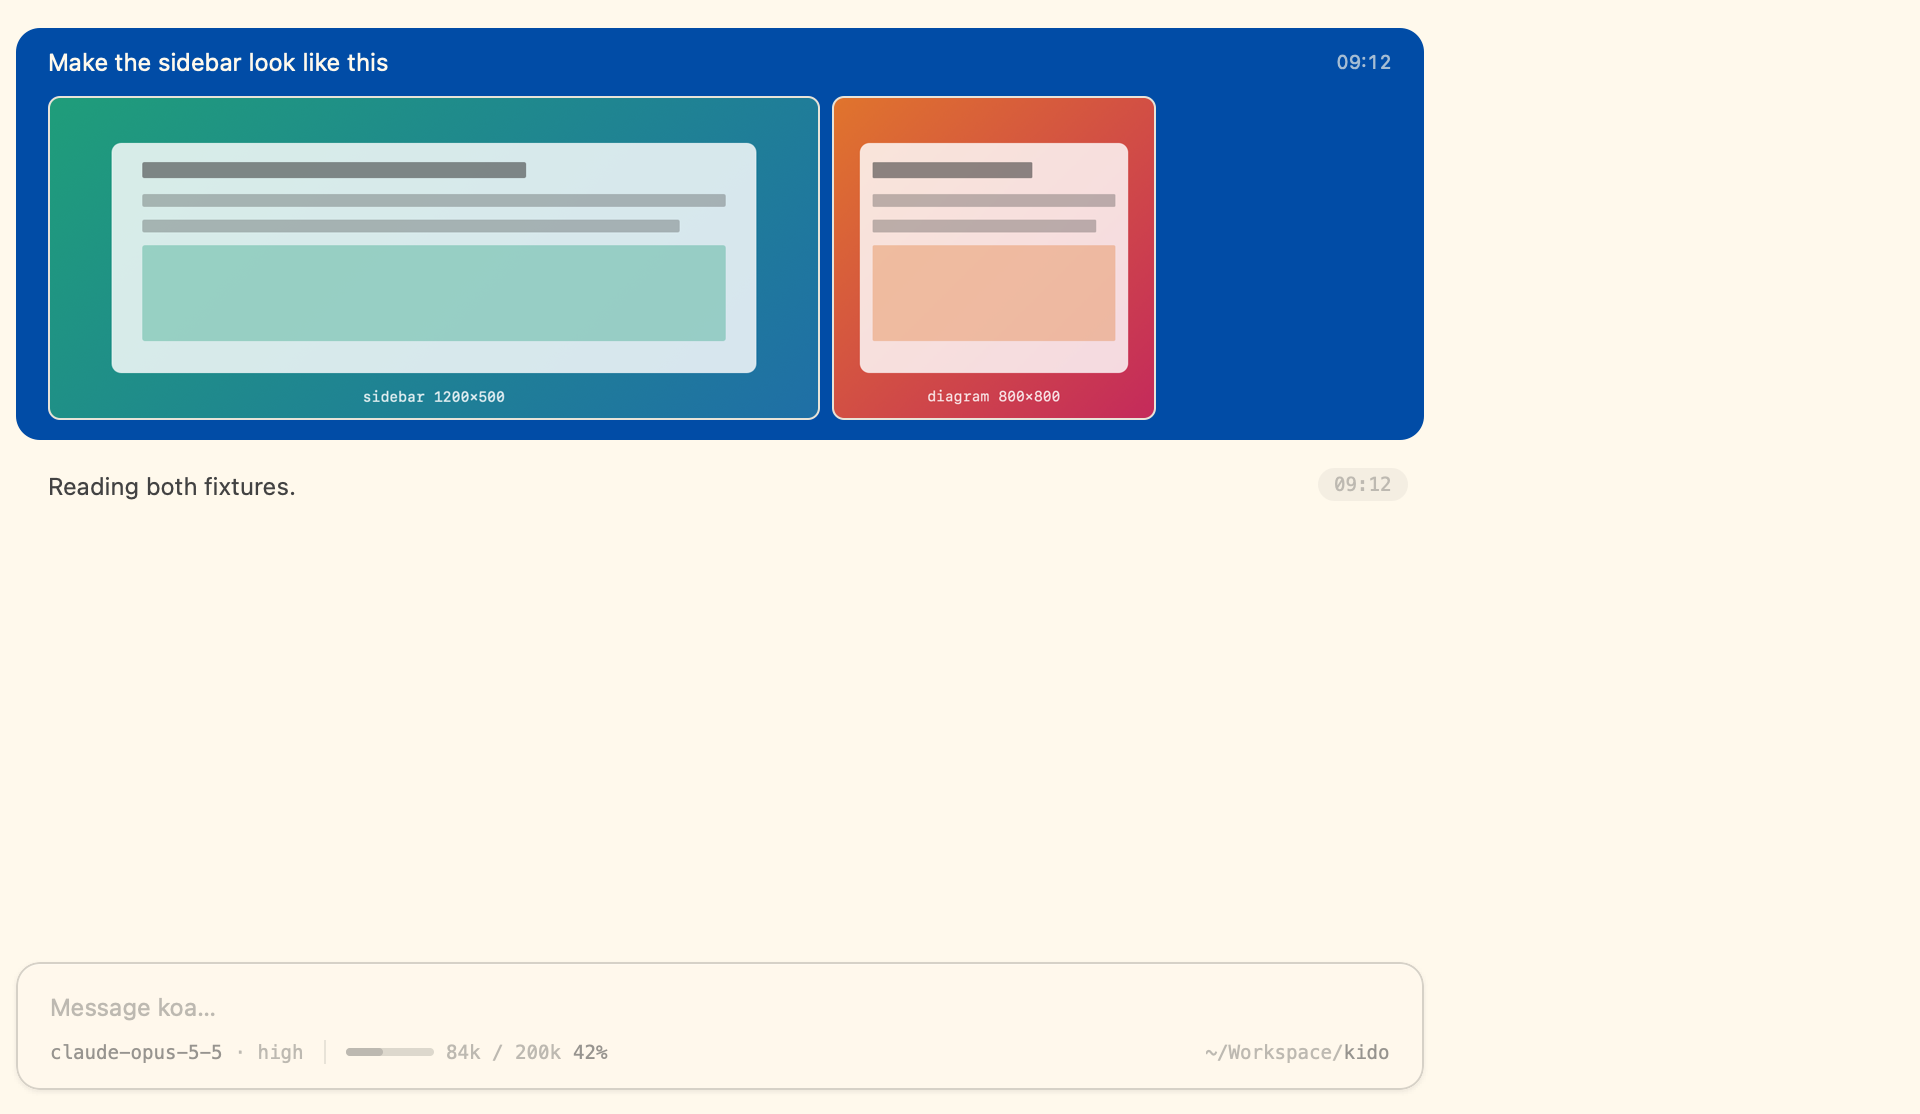 Make the sidebar look like this
09:12
sidebar 1200×500
diagram 800×800
Reading both fixtures.
09:12
Message koa...
claude-opus-5-5 · high
84k / 200k 42%
~/Workspace/kido